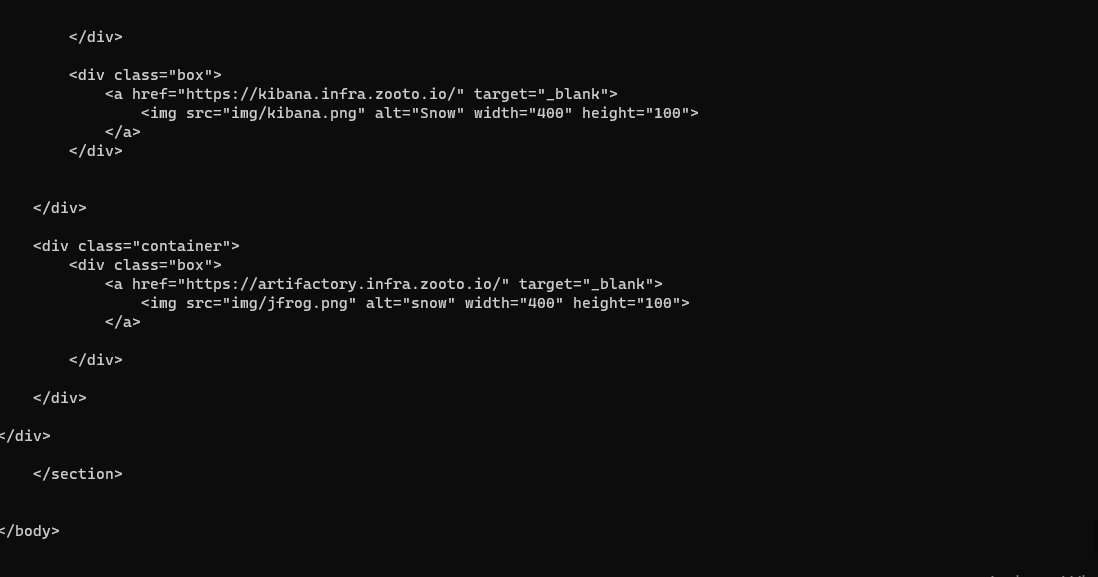 </div>

        <div class="box">
            <a href="https://kibana.infra.zooto.io/" target="_blank">
                <img src="img/kibana.png" alt="Snow" width="400" height="100">
            </a>
        </div>


    </div>

    <div class="container">
        <div class="box">
            <a href="https://artifactory.infra.zooto.io/" target="_blank">
                <img src="img/jfrog.png" alt="snow" width="400" height="100">
            </a>

        </div>

    </div>

</div>

    </section>


</body>